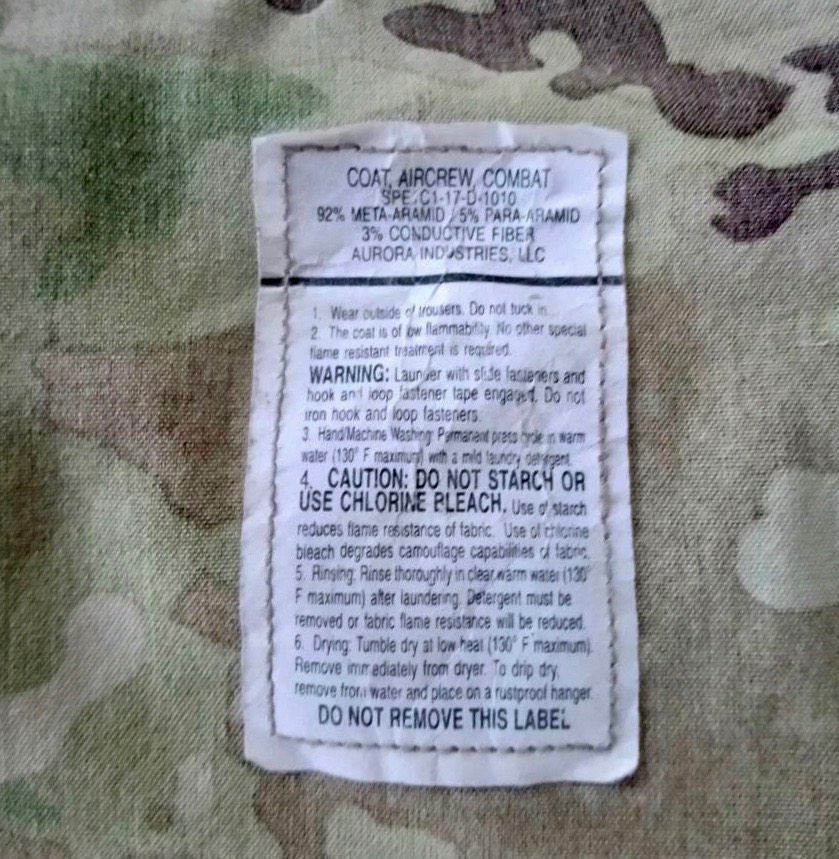 COAT, AIRCREW, COMBAT
SPE1C1-17-D-1010
92% META-ARAMID / 5% PARA-ARAMID
3% CONDUCTIVE FIBER
AURORA INDUSTRIES, LLC
1. Wear outside of trousers. Do not tuck in.
2. The coat is of low flammability. No other special
flame resistant treatment is required.
WARNING: Launder with slide fasteners and
hook and loop fastener tape engaged. Do not
iron hook and loop fasteners.
3. Hand/Machine Washing: Permanent press cycle in warm
water (130° F maximum) with a mild laundry detergent.
4. CAUTION: DO NOT STARCH OR
USE CHLORINE BLEACH. Use of starch
reduces flame resistance of fabric. Use of chlorine
bleach degrades camouflage capabilities of fabric.
5. Rinsing: Rinse thoroughly in clear warm water (130°
F maximum) after laundering. Detergent must be
removed or fabric flame resistance will be reduced.
6. Drying: Tumble dry at low heat (130° F maximum).
Remove immediately from dryer. To drip dry,
remove from water and place on a rustproof hanger.
DO NOT REMOVE THIS LABEL